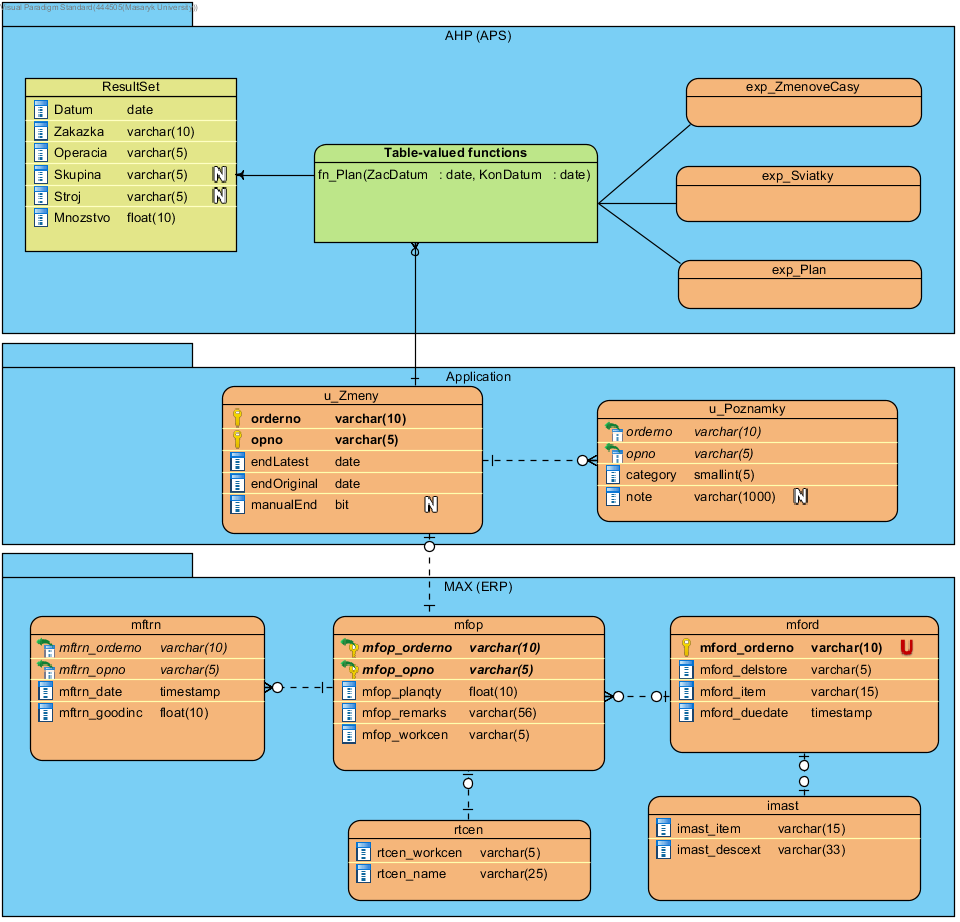 Visual Paradigm Standard(444505(Masaryk University))
AHP (APS)
ResultSet
Datum date
Zakazka varchar(10)
Operacia varchar(5)
Skupina varchar(5) N
Stroj varchar(5) N
Mnozstvo float(10)
Table-valued functions
fn_Plan(ZacDatum : date, KonDatum : date)
exp_ZmenoveCasy
exp_Sviatky
exp_Plan
Application
u_Zmeny
orderno varchar(10)
opno varchar(5)
endLatest date
endOriginal date
manualEnd bit N
u_Poznamky
orderno varchar(10)
opno varchar(5)
category smallint(5)
note varchar(1000) N
MAX (ERP)
mftrn
mftrn_orderno varchar(10)
mftrn_opno varchar(5)
mftrn_date timestamp
mftrn_goodinc float(10)
mfop
mfop_orderno varchar(10)
mfop_opno varchar(5)
mfop_planqty float(10)
mfop_remarks varchar(56)
mfop_workcen varchar(5)
mford
mford_orderno varchar(10) U
mford_delstore varchar(5)
mford_item varchar(15)
mford_duedate timestamp
rtcen
rtcen_workcen varchar(5)
rtcen_name varchar(25)
imast
imast_item varchar(15)
imast_descext varchar(33)